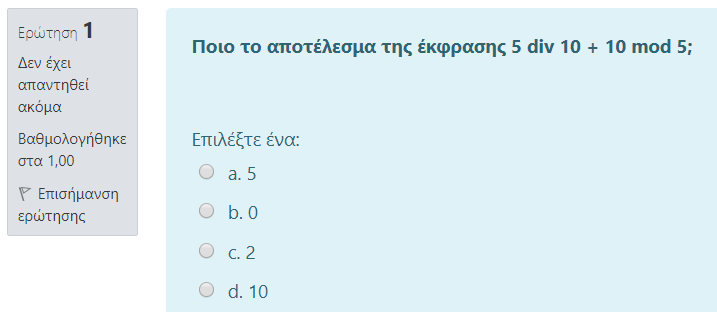 Ερώτηση 1
Δεν έχει
απαντηθεί
ακόμα
Βαθμολογήθηκε
στα 1,00
Επισήμανση
ερώτησης
Ποιο το αποτέλεσμα της έκφρασης 5 div 10 + 10 mod 5;
Επιλέξτε ένα:
a. 5
b. 0
c. 2
d. 10